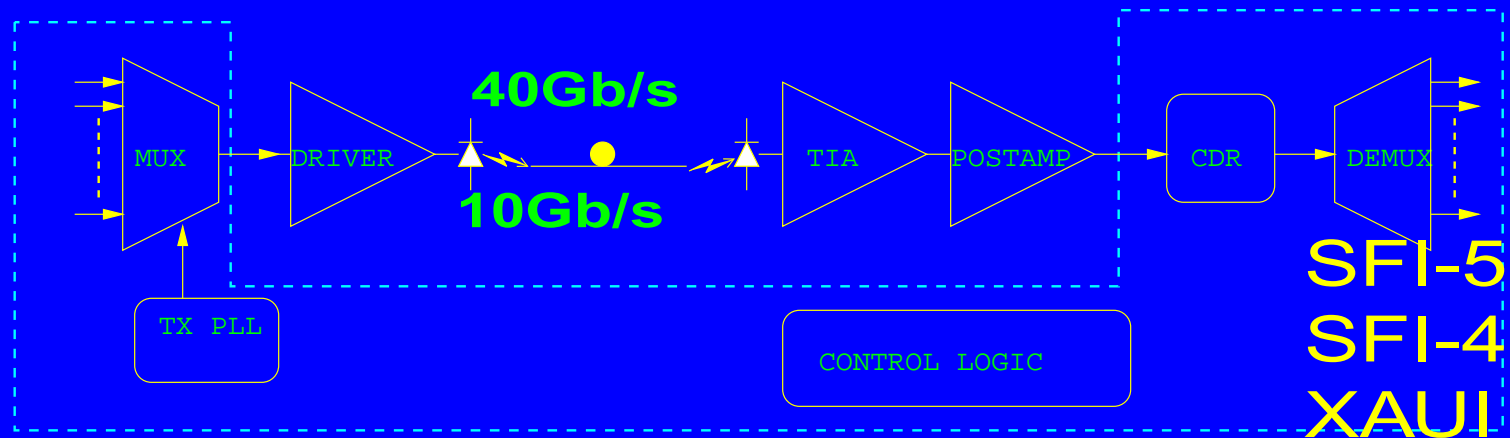 40Gb/s
MUX
DRIVER
TIA
POSTAMP
CDR
DEMUX
10Gb/s
SFI-5
TX PLL
SFI-4
CONTROL LOGIC
XAUI